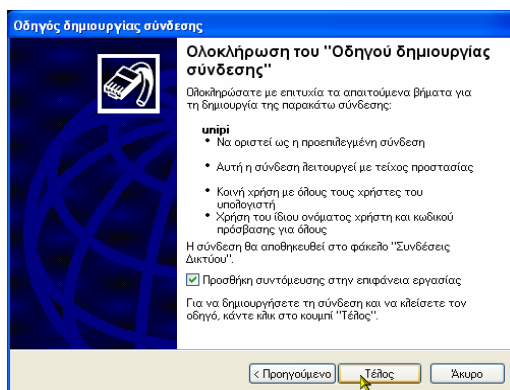 Οδηγός δημιουργίας σύνδεσης
Ολοκλήρωση του "Οδηγού δημιουργίας
σύνδεσης"
Ολοκληρώσατε με επιτυχία τα απαιτούμενα βήματα για
τη δημιουργία της παρακάτω σύνδεσης:
unipi
• Να οριστεί ως η προεπιλεγμένη σύνδεση
• Αυτή η σύνδεση λειτουργεί με τείχος προστασίας
• Κοινή χρήση με όλους τους χρήστες του
υπολογιστή
• Χρήση του ίδιου ονόματος χρήστη και κωδικού
πρόσβασης για όλους
Η σύνδεση θα αποθηκευθεί στο φάκελο "Συνδέσεις
Δικτύου".
Προσθήκη συντόμευσης στην επιφάνεια εργασίας
Για να δημιουργήσετε τη σύνδεση και να κλείσετε τον
οδηγό, κάντε κλικ στο κουμπί "Τέλος".
< Προηγούμενο Τέλος Άκυρο